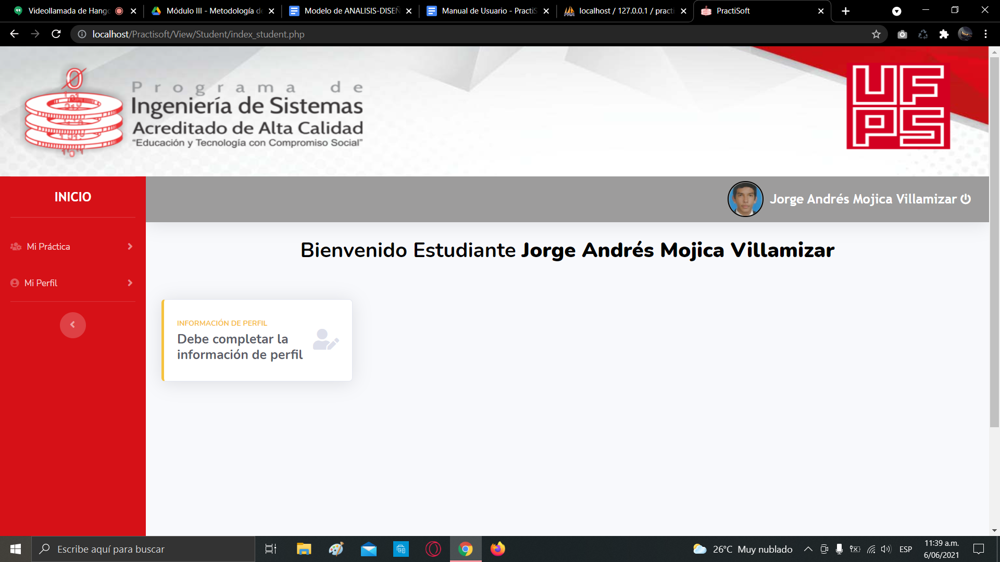 Videollamada de Hango
Módulo III - Metodología de
Modelo de ANALISIS-DISEÑ
Manual de Usuario - PractiS
localhost / 127.0.0.1 / practi
PractiSoft
localhost/Practisoft/View/Student/index_student.php
Programa de
Ingeniería de Sistemas
Acreditado de Alta Calidad
“Educación y Tecnología con Compromiso Social”
UF
PS
INICIO
Jorge Andrés Mojica Villamizar
Mi Práctica
Mi Perfil
Bienvenido Estudiante Jorge Andrés Mojica Villamizar
INFORMACIÓN DE PERFIL
Debe completar la
información de perfil
Escribe aquí para buscar
26°C Muy nublado
ESP
11:39 a.m.
6/06/2021